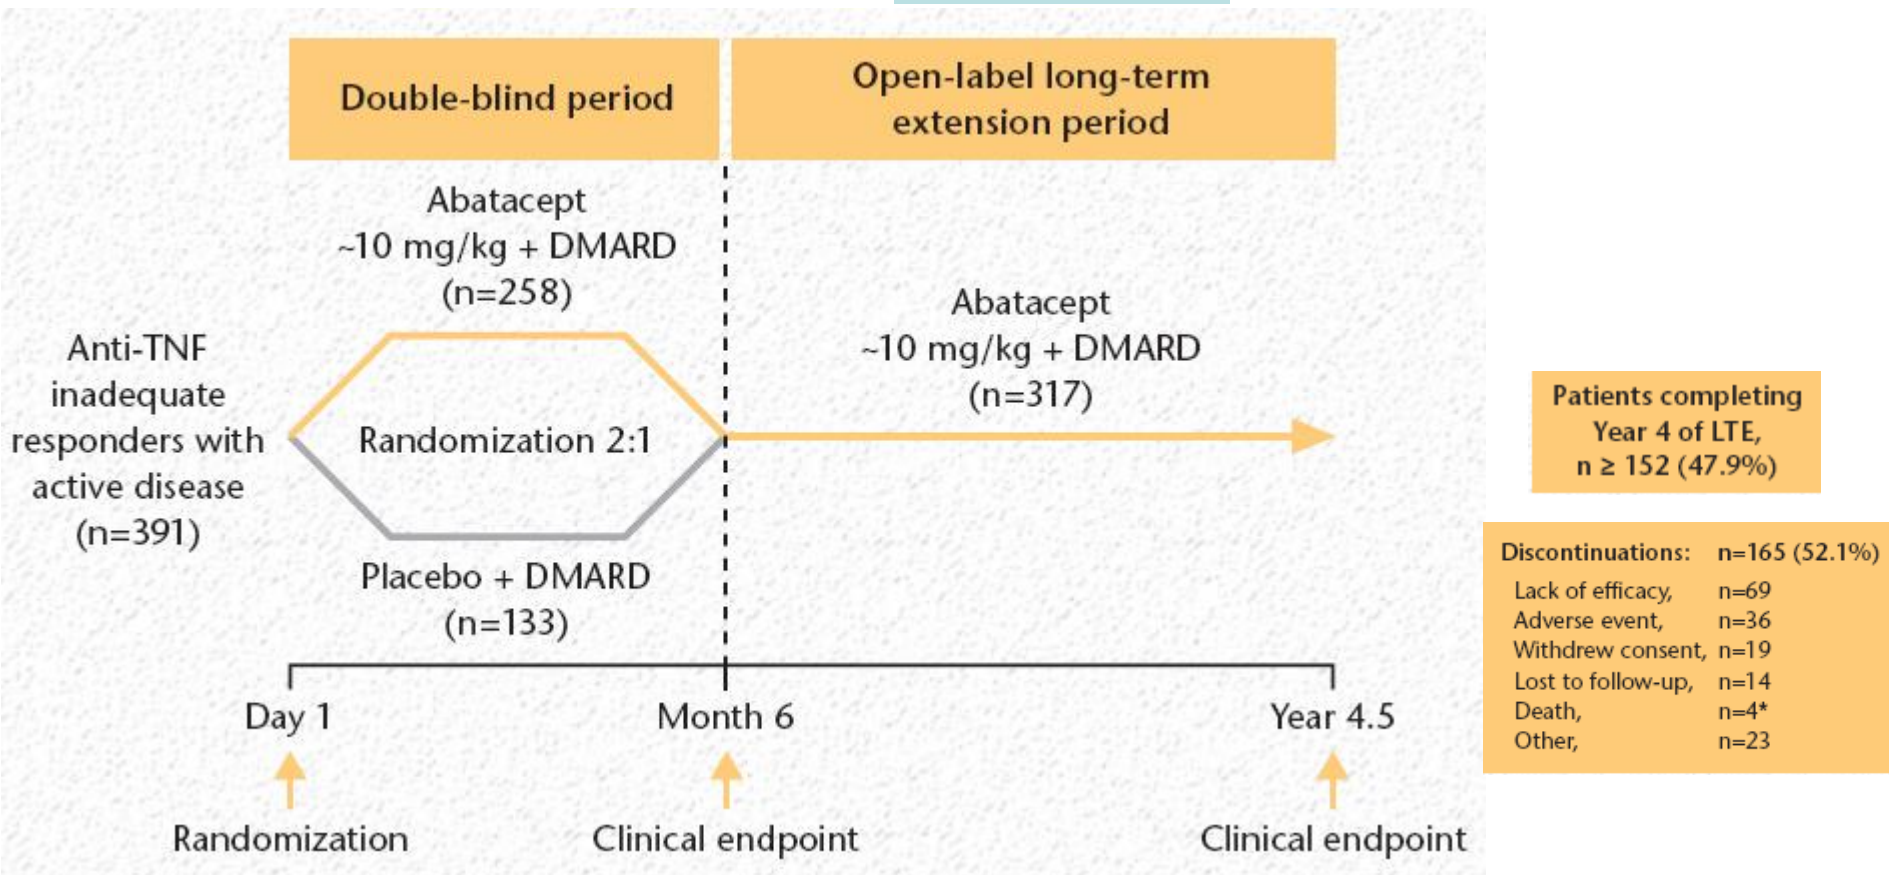 Double-blind period
Open-label long-term
extension period
Abatacept
~10 mg/kg + DMARD
(n=258)
Abatacept
~10 mg/kg + DMARD
(n=317)
Anti-TNF
inadequate
responders with
active disease
(n=391)
Randomization 2:1
Placebo + DMARD
(n=133)
Day 1
Month 6
Year 4.5
Randomization
Clinical endpoint
Clinical endpoint
Patients completing
Year 4 of LTE,
n ≥ 152 (47.9%)
Discontinuations: n=165 (52.1%)
Lack of efficacy, n=69
Adverse event, n=36
Withdrew consent, n=19
Lost to follow-up, n=14
Death, n=4*
Other, n=23